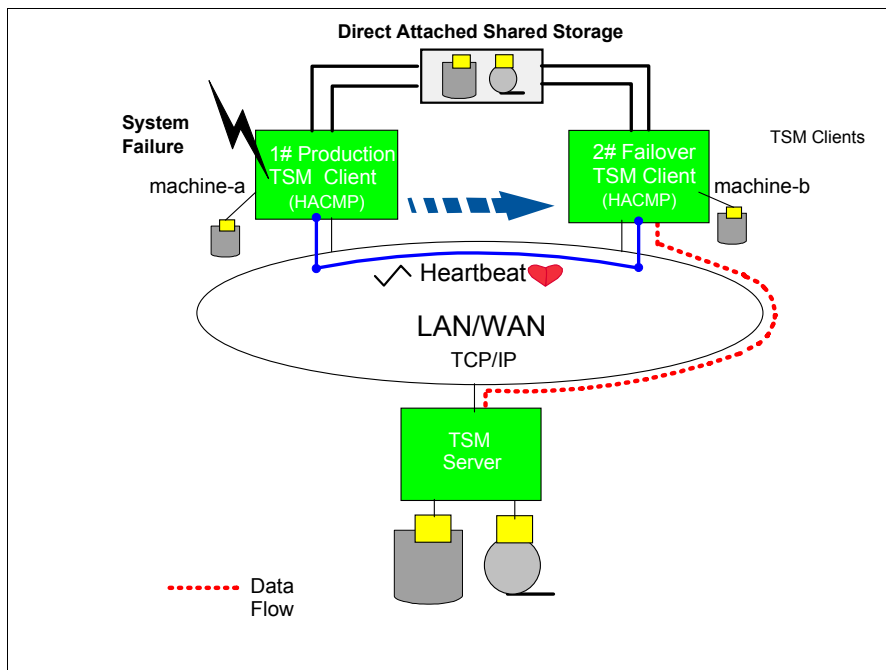 Direct Attached Shared Storage
System
Failure
1# Production
TSM Client
(HACMP)
2# Failover
TSM Client
(HACMP)
TSM Clients
machine-a
machine-b
Heartbeat
LAN/WAN
TCP/IP
TSM
Server
Data
Flow